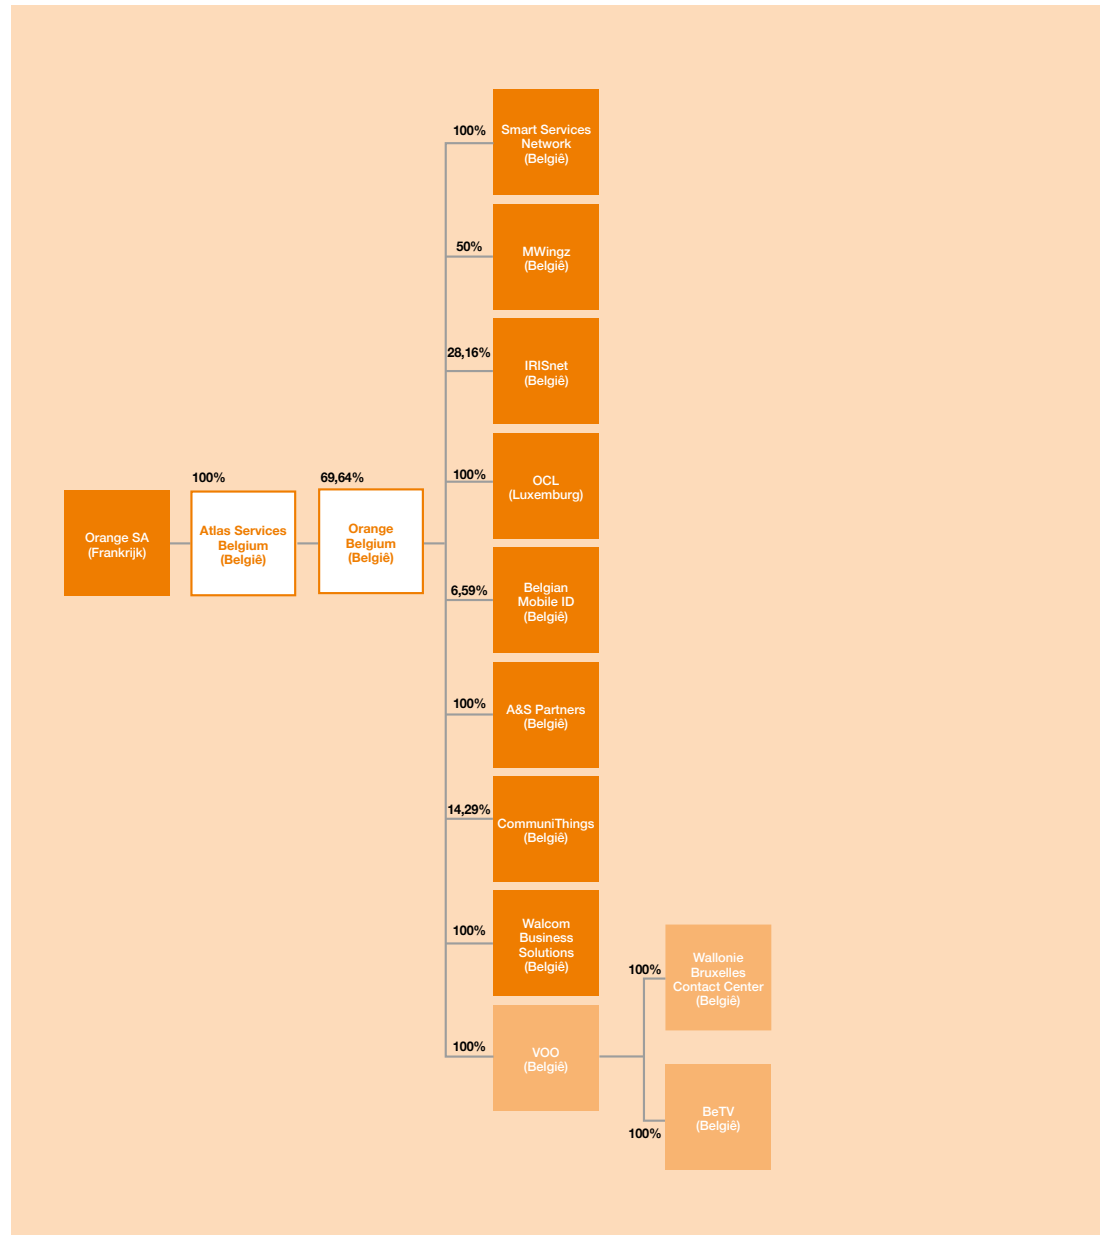 100%
Smart Services
Network
(België)
50%
MWingz
(België)
28,16%
IRISnet
(België)
100%
OCL
(Luxemburg)
Orange SA
(Frankrijk)
100%
Atlas Services
Belgium
(België)
69,64%
Orange
Belgium
(België)
6,59%
Belgian
Mobile ID
(België)
100%
A&S Partners
(België)
14,29%
CommuniThings
(België)
100%
Walcom
Business
Solutions
(België)
100%
VOO
(België)
100%
Wallonie
Bruxelles
Contact Center
(België)
100%
BeTV
(België)